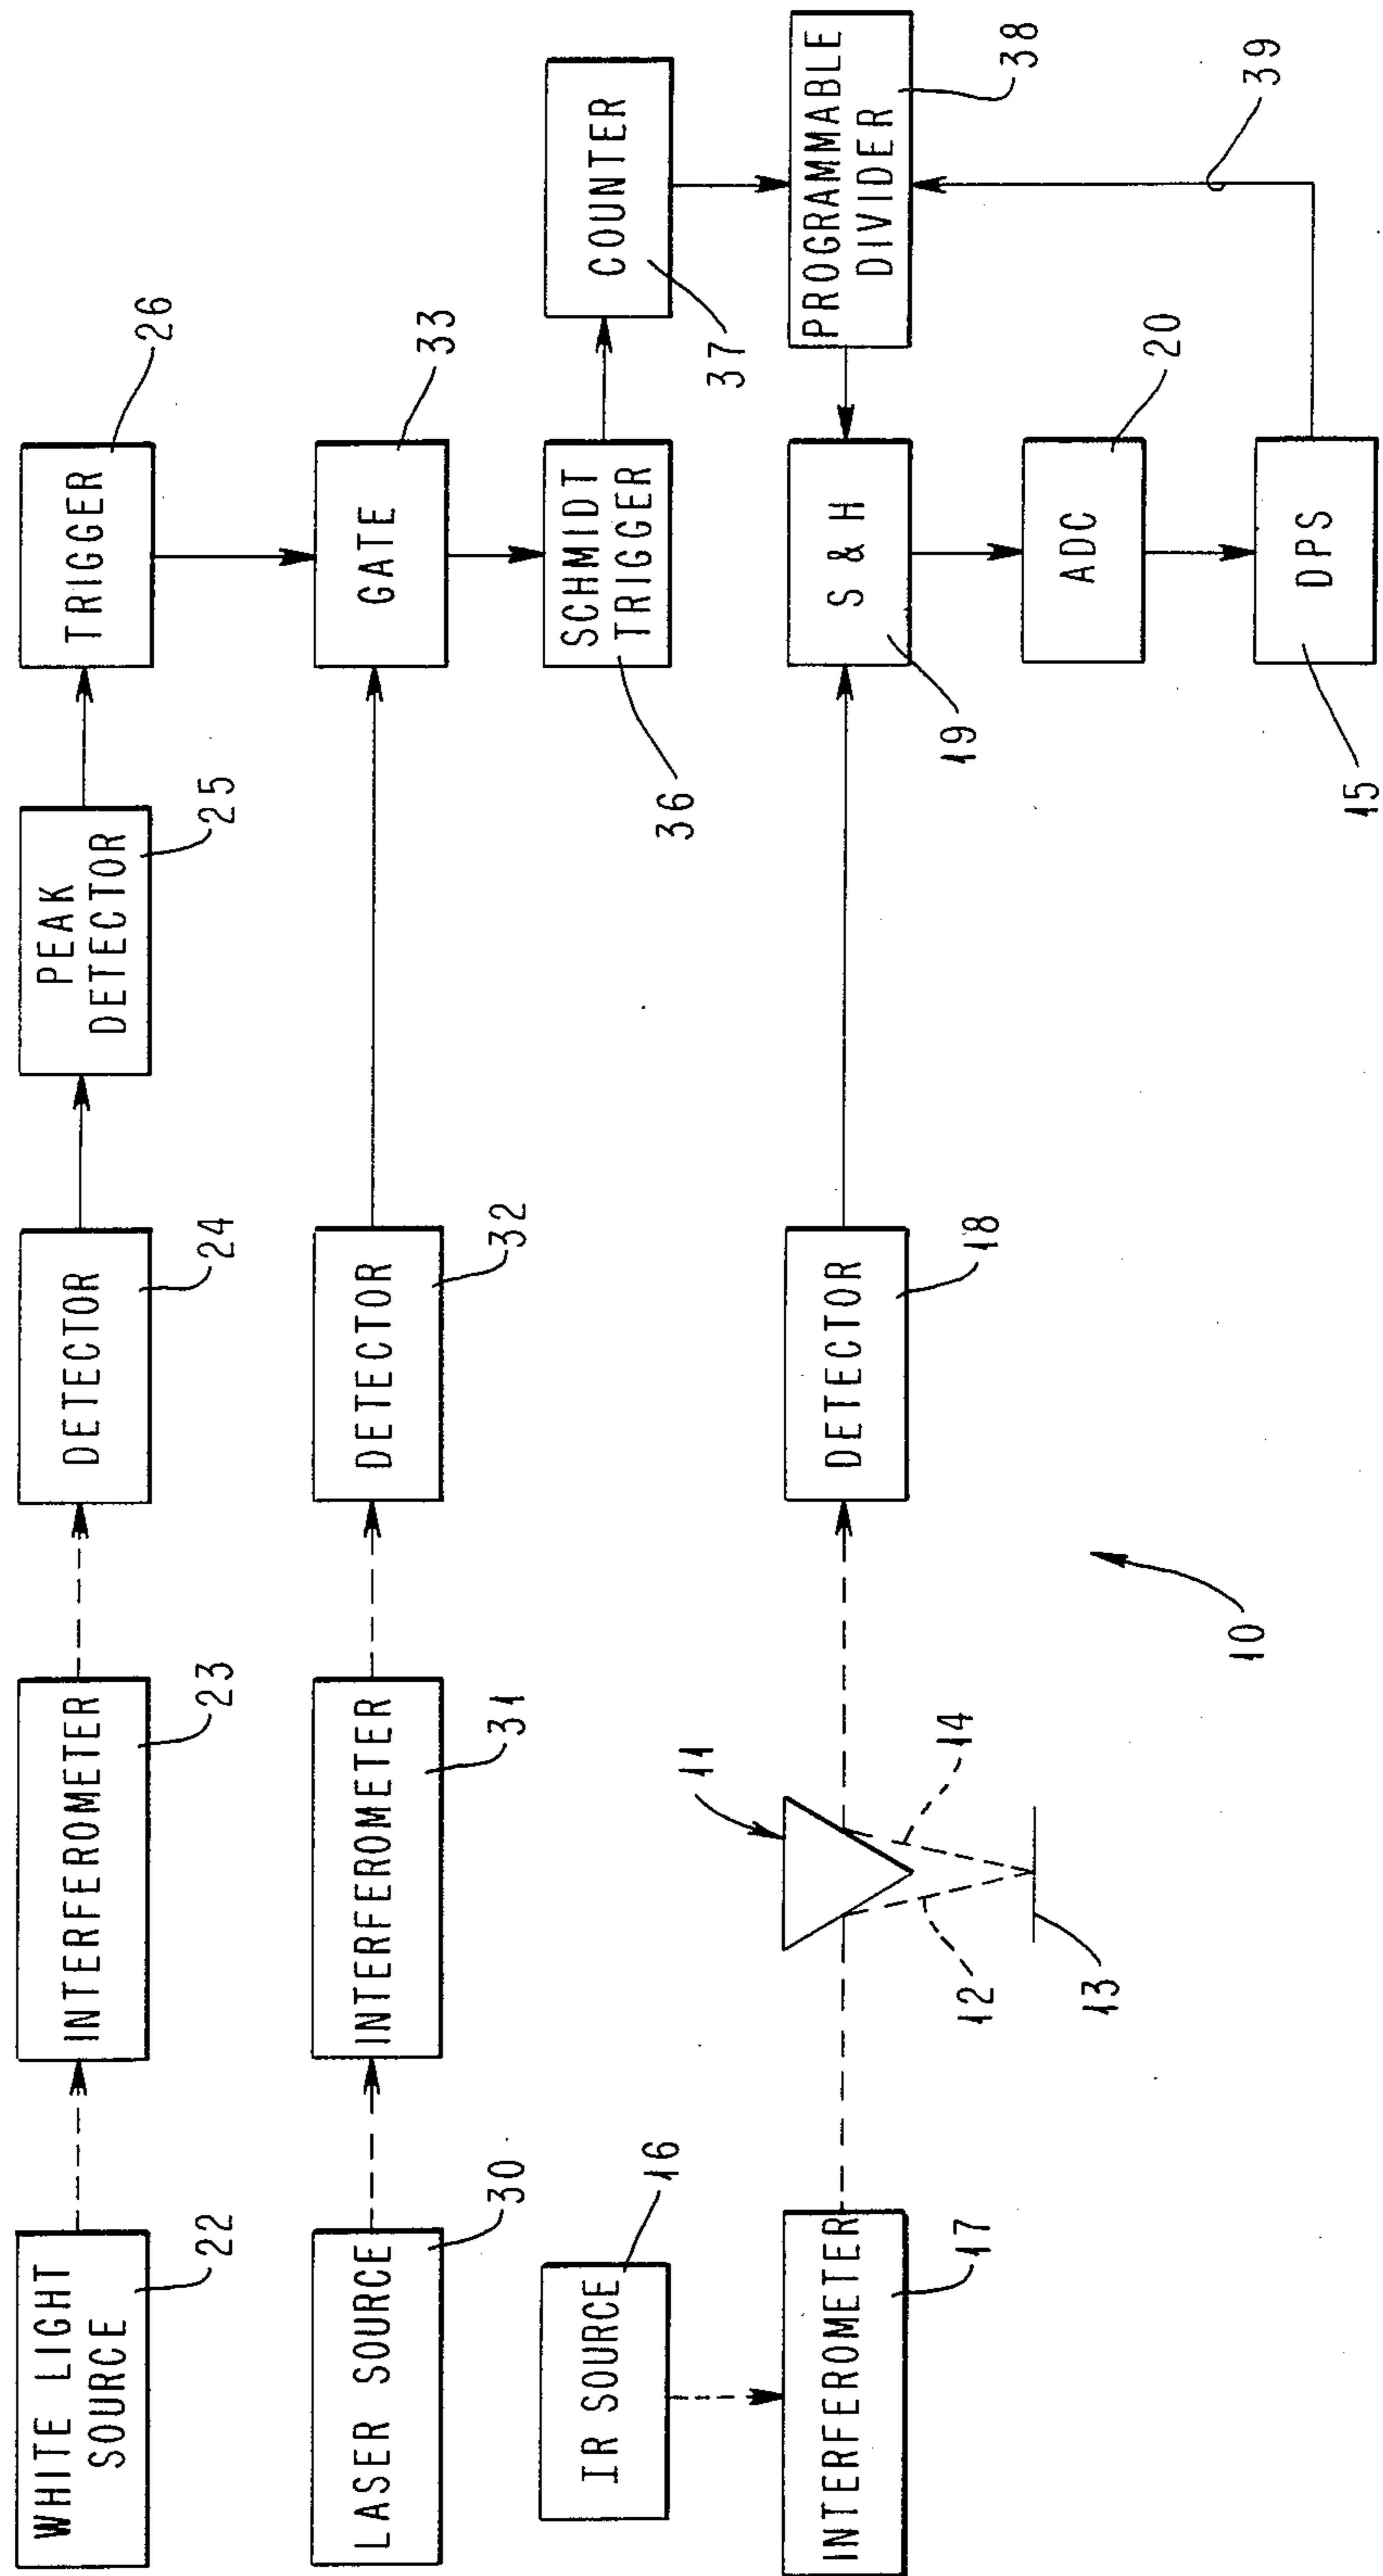 WHITE LIGHT
SOURCE
22
INTERFEROMETER
23
DETECTOR
24
PEAK
DETECTOR
25
TRIGGER
26
LASER SOURCE
30
INTERFEROMETER
31
DETECTOR
32
GATE
33
IR SOURCE
16
SCHMIDT
TRIGGER
36
COUNTER
37
INTERFEROMETER
17
11
12
14
13
DETECTOR
18
S & H
19
PROGRAMMABLE
DIVIDER
38
ADC
20
DPS
15
39
10